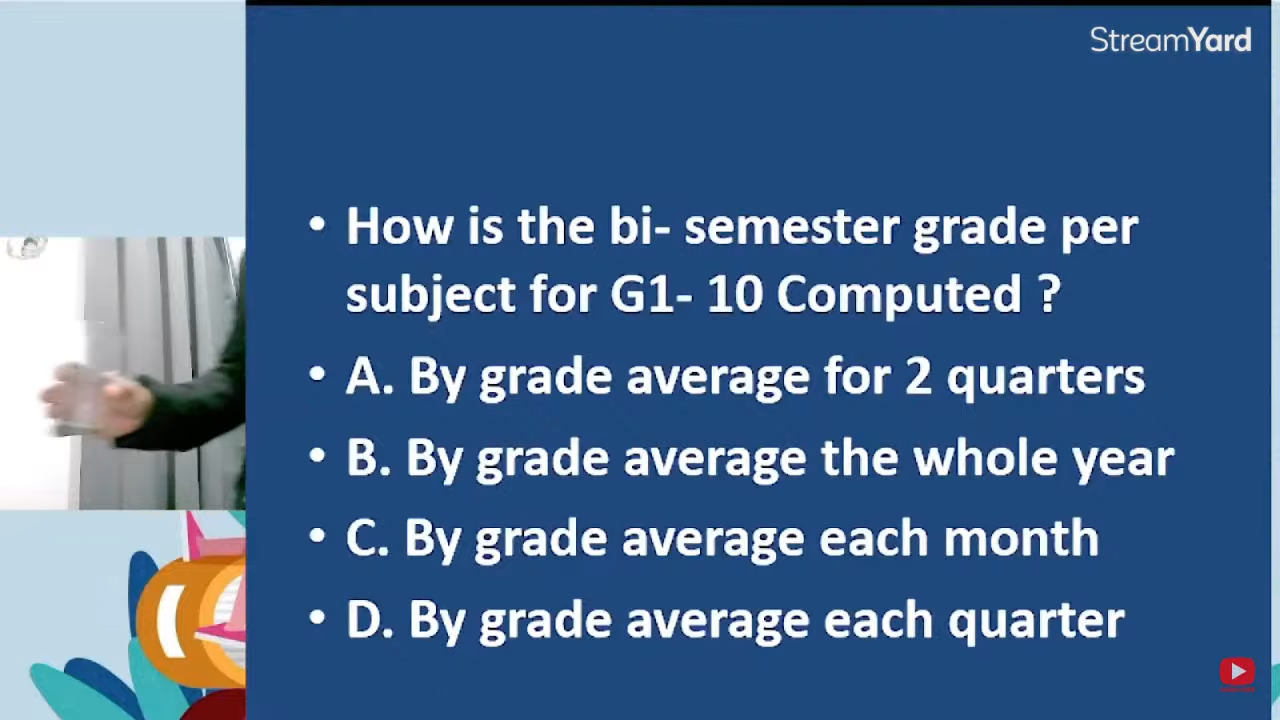 StreamYard
• How is the bi- semester grade per
subject for G1- 10 Computed ?
• A. By grade average for 2 quarters
• B. By grade average the whole year
• C. By grade average each month
• D. By grade average each quarter